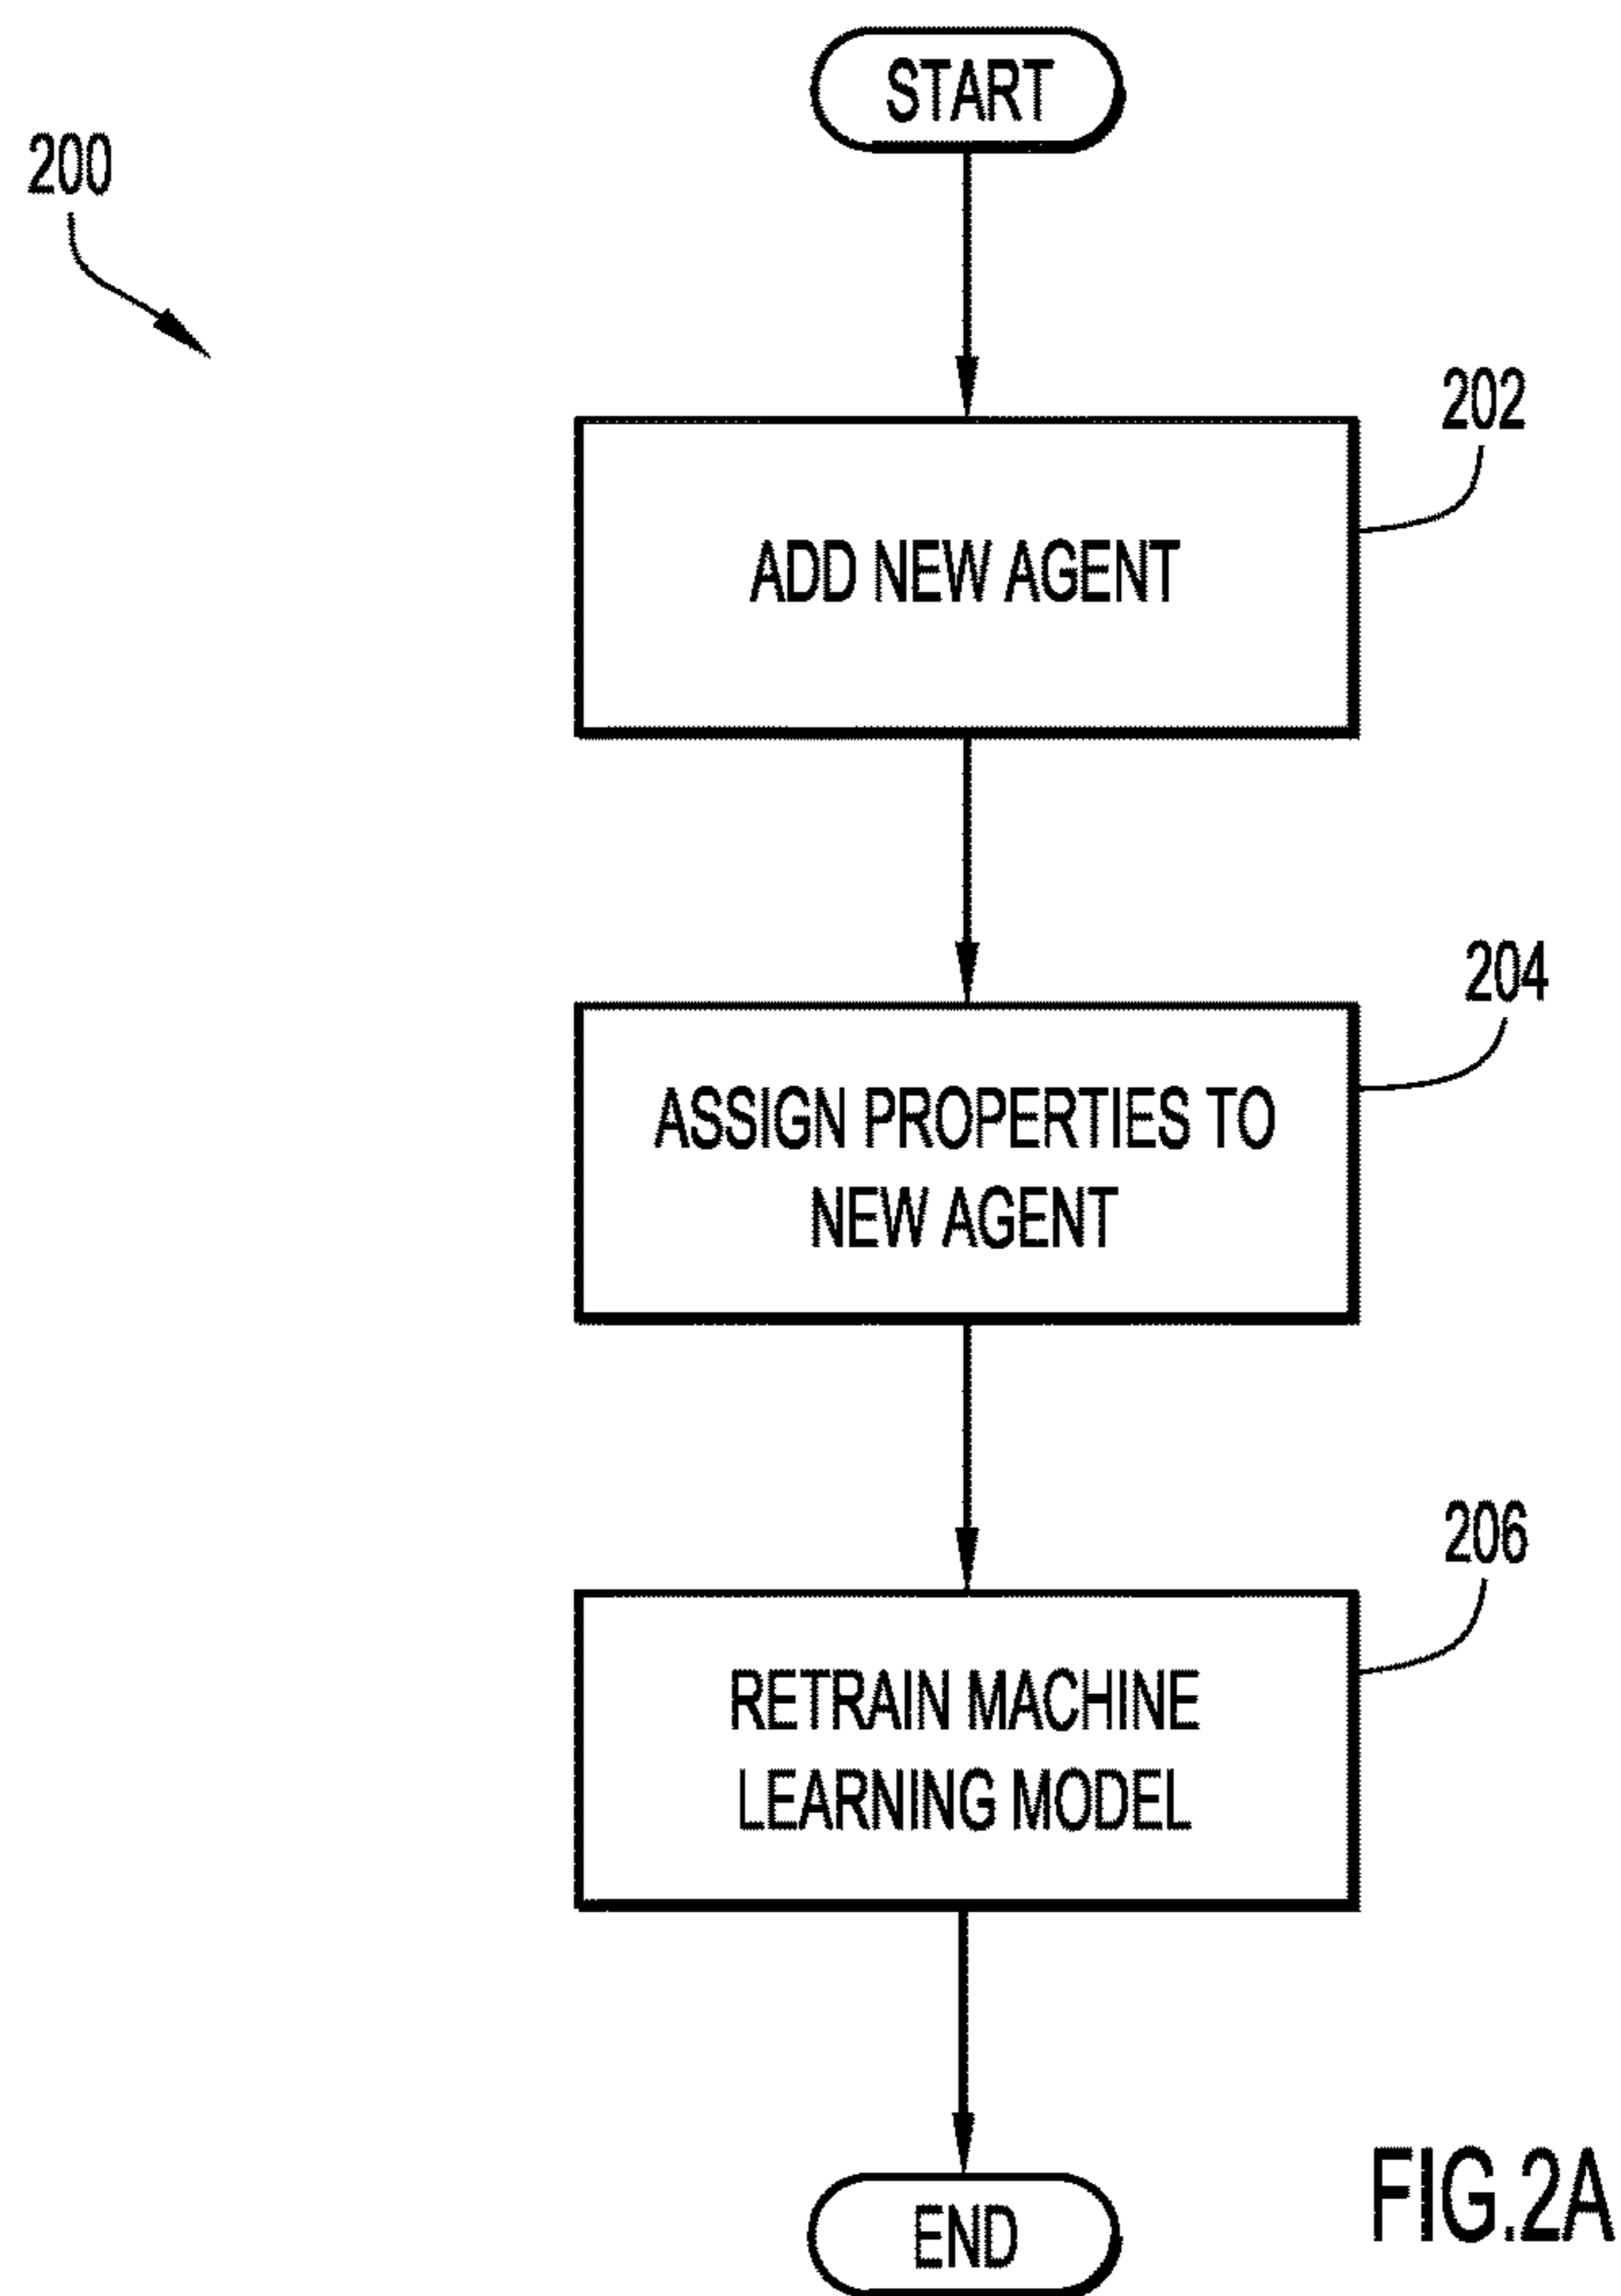 START
200
202
ADD NEW AGENT
204
ASSIGN PROPERTIES TO
NEW AGENT
206
RETRAIN MACHINE
LEARNING MODEL
END
FIG.2A